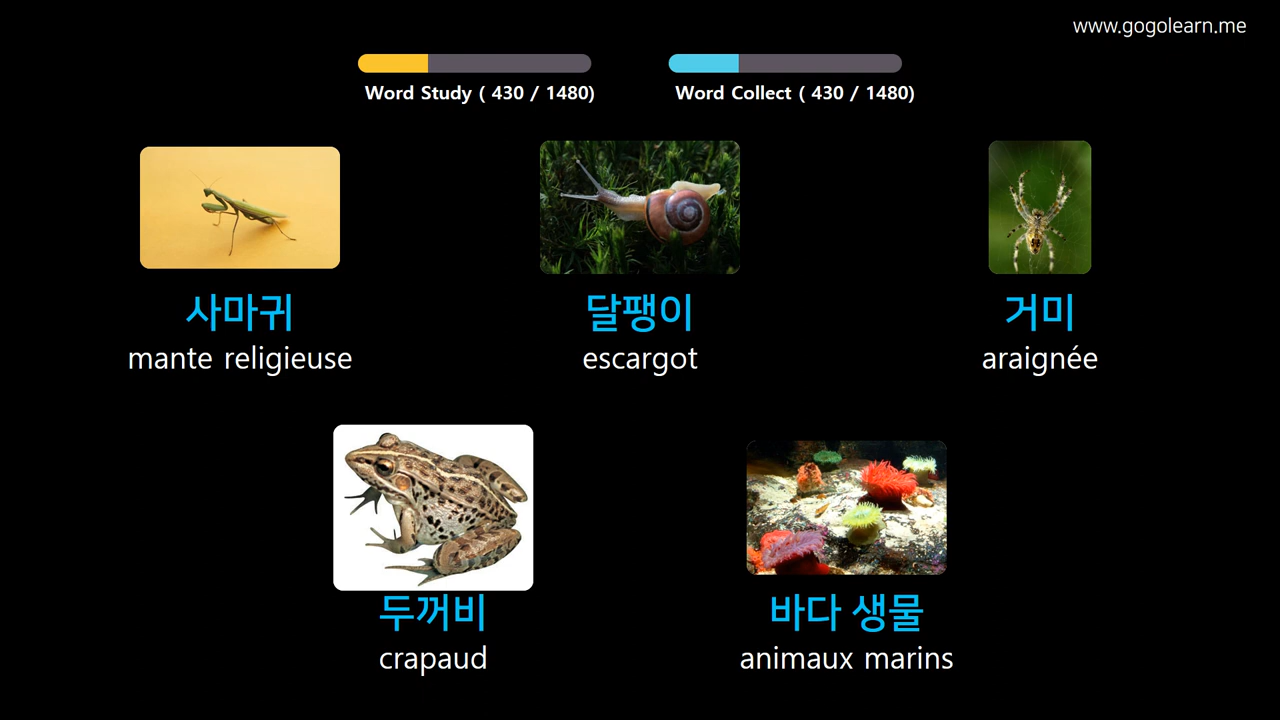 www.gogolearn.me
Word Study ( 430 / 1480)
Word Collect ( 430 / 1480)
사마귀
mante religieuse
달팽이
escargot
거미
araignée
두꺼비
crapaud
바다 생물
animaux marins